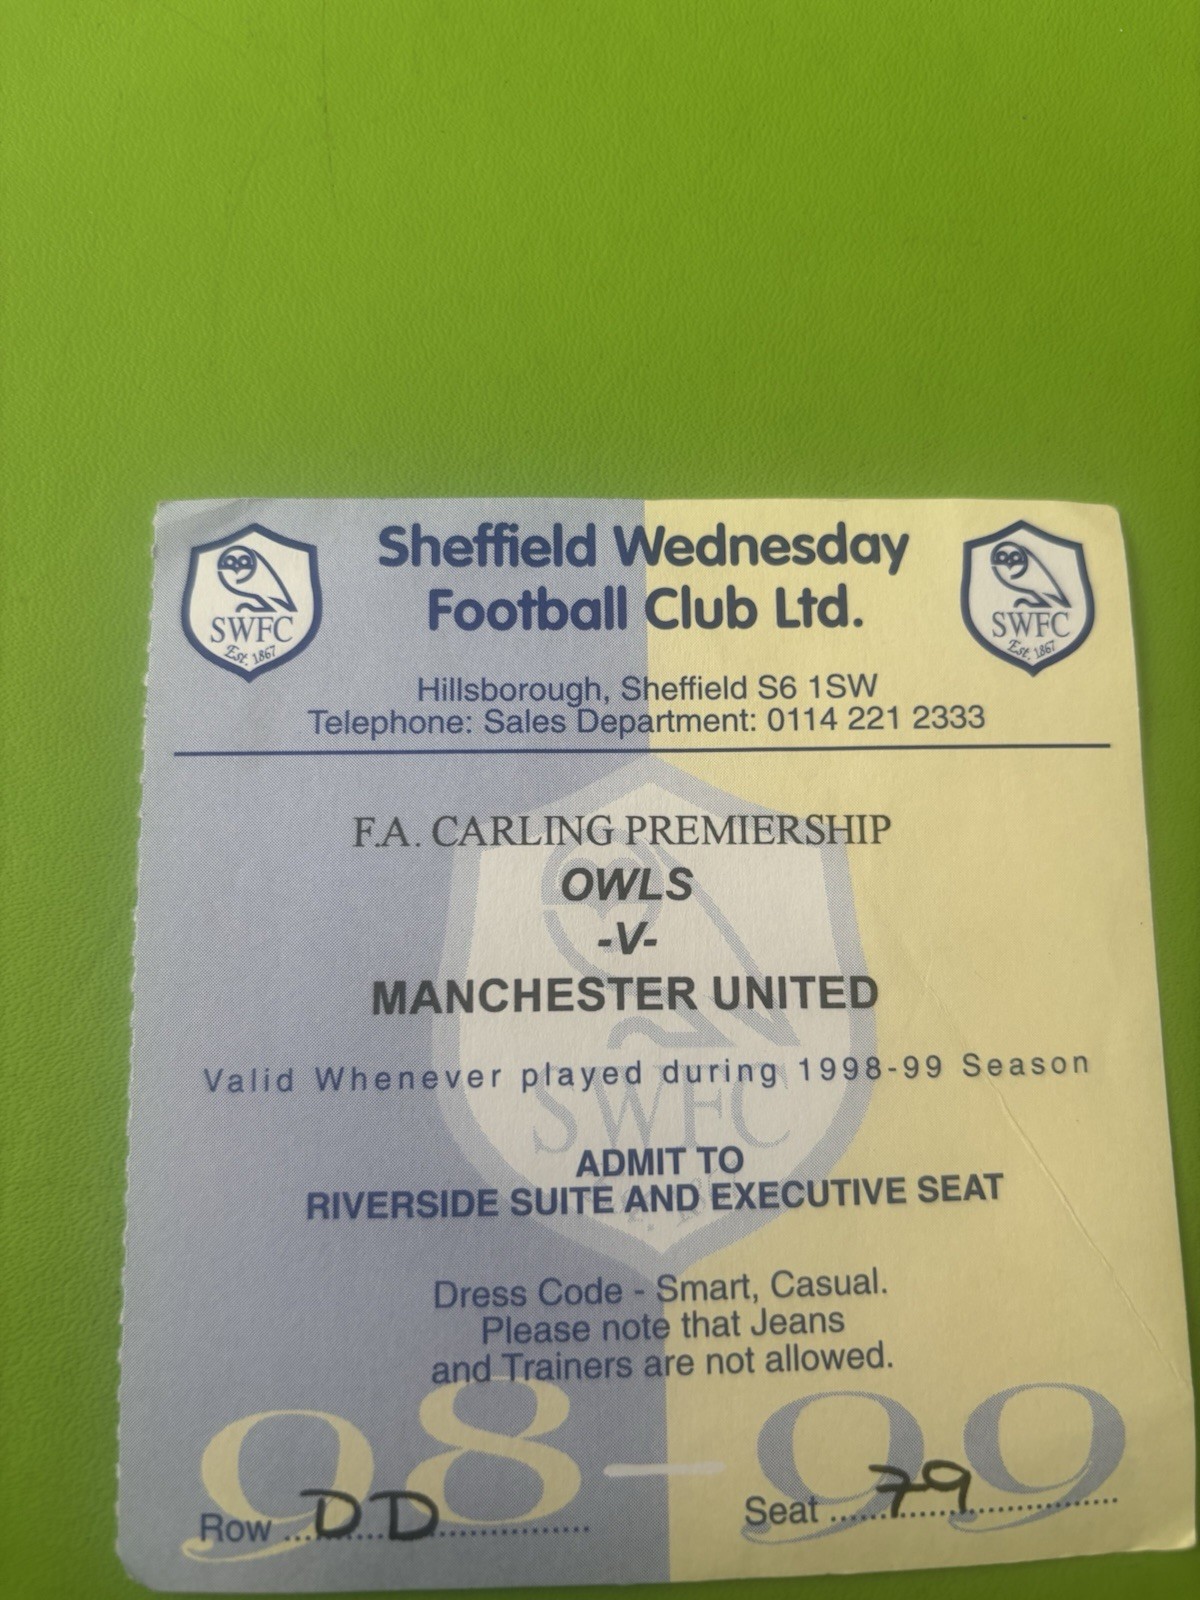 Sheffield Wednesday
Football Club Ltd.
SWFC
Est. 1867
SWFC
Est. 1867
Hillsborough, Sheffield S6 1SW
Telephone: Sales Department: 0114 221 2333
F.A. CARLING PREMIERSHIP
OWLS
-V-
MANCHESTER UNITED
Valid Whenever played during 1998-99 Season
SWFC
ADMIT TO
RIVERSIDE SUITE AND EXECUTIVE SEAT
Dress Code - Smart, Casual.
Please note that Jeans
and Trainers are not allowed.
98-99
Row ...DD...............
Seat .....79...............